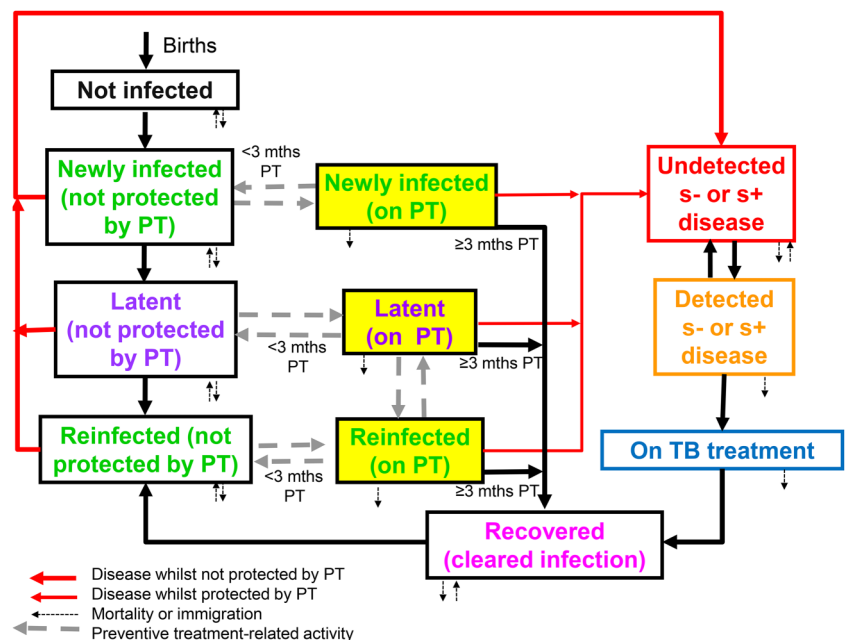 Births
Not infected
Newly infected
(not protected
by PT)
<3 mths
PT
Newly infected
(on PT)
≥3 mths PT
Undetected
s- or s+
disease
Latent
(not protected
by PT)
<3 mths
PT
Latent
(on PT)
≥3 mths PT
Detected
s- or s+
disease
Reinfected (not
protected by PT)
<3 mths
PT
Reinfected
(on PT)
≥3 mths PT
On TB treatment
Recovered
(cleared infection)
Disease whilst not protected by PT
Disease whilst protected by PT
Mortality or immigration
Preventive treatment-related activity